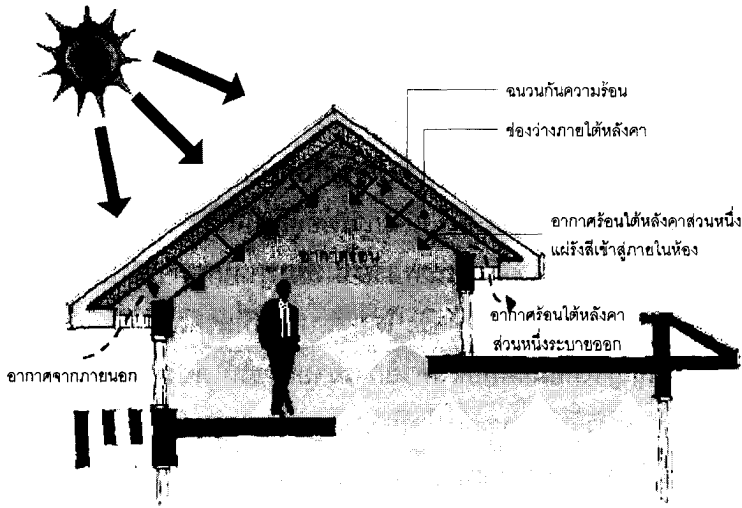 ฉนวนกันความร้อน
ช่องว่างภายใต้หลังคา
อากาศร้อนใต้หลังคาส่วนหนึ่ง
แผ่รังสีเข้าสู่ภายในห้อง
อากาศร้อน
อากาศร้อนใต้หลังคา
ส่วนหนึ่งระบายออก
อากาศจากภายนอก